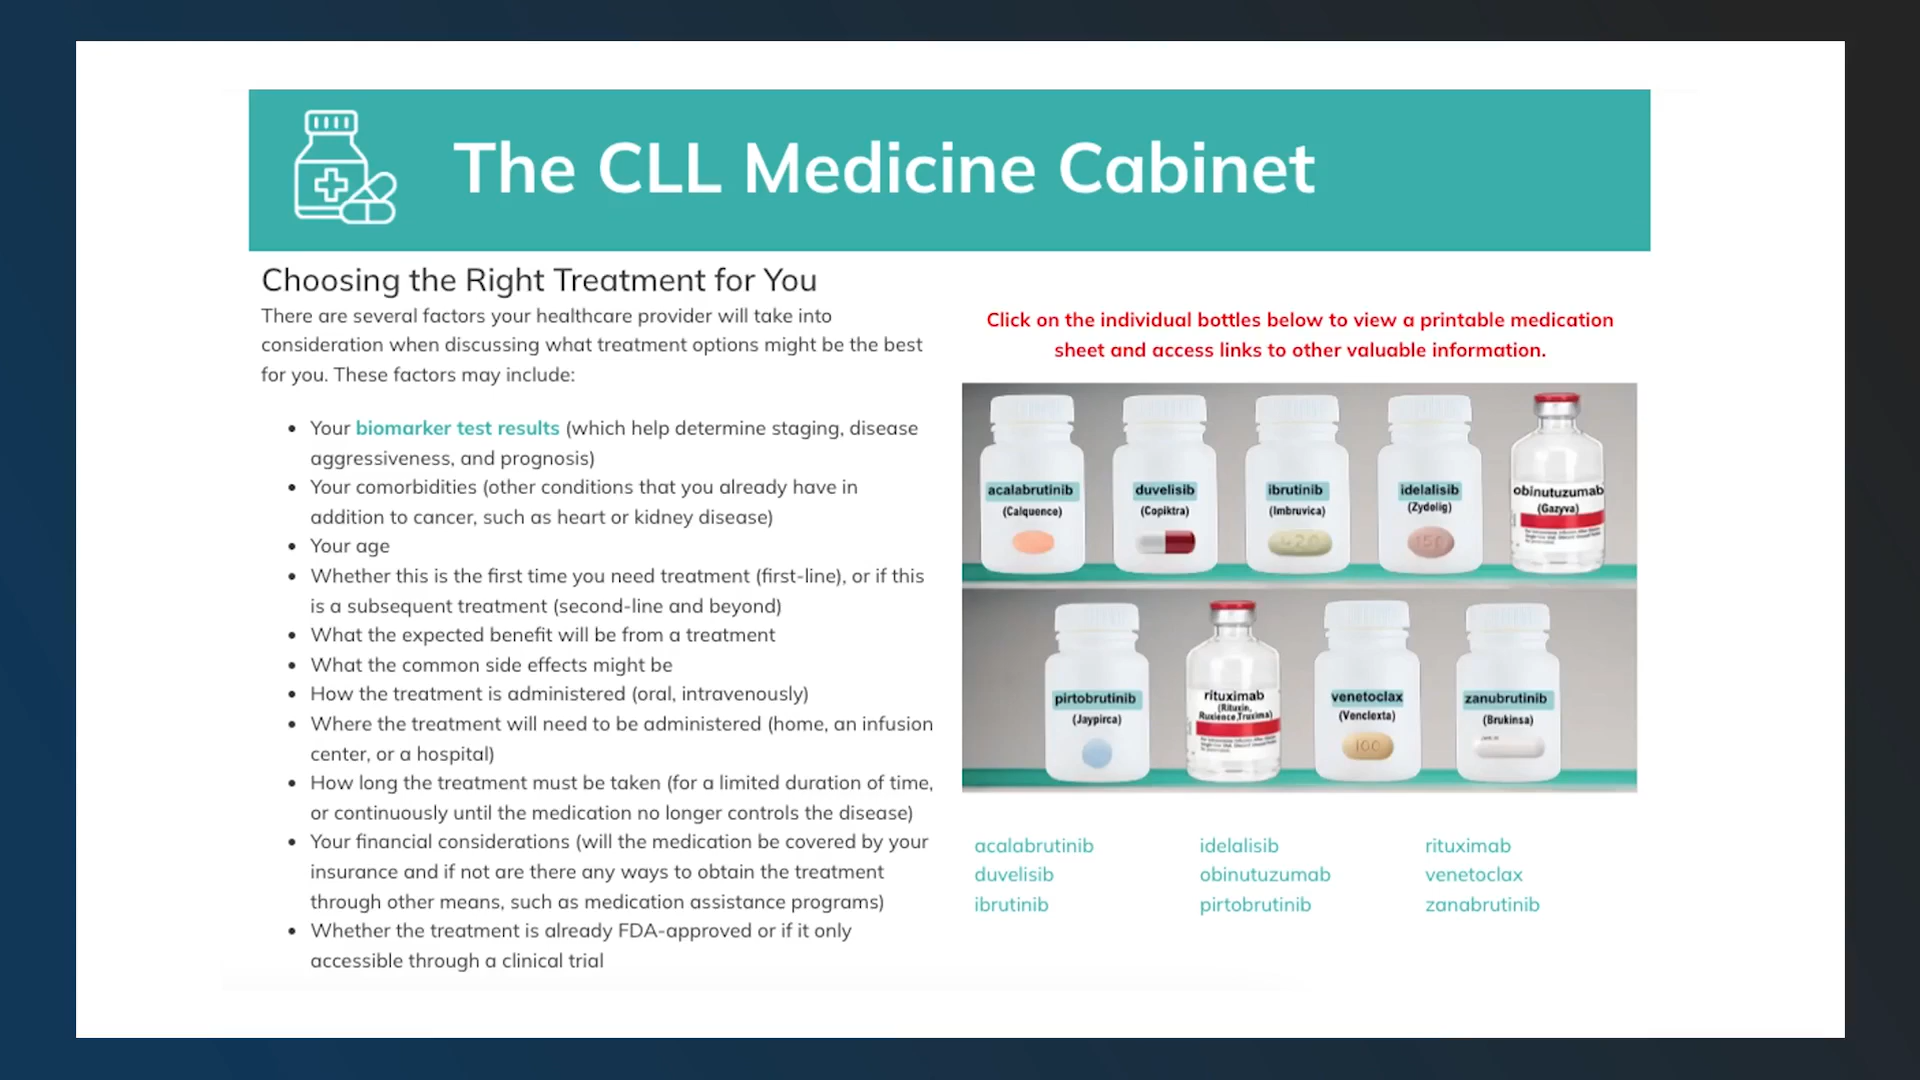 The CLL Medicine Cabinet
Choosing the Right Treatment for You
There are several factors your healthcare provider will take into
consideration when discussing what treatment options might be the best
for you. These factors may include:
Your biomarker test results (which help determine staging, disease
aggressiveness, and prognosis)
Your comorbidities (other conditions that you already have in
addition to cancer, such as heart or kidney disease)
Your age
Whether this is the first time you need treatment (first-line), or if this
is a subsequent treatment (second-line and beyond)
What the expected benefit will be from a treatment
What the common side effects might be
How the treatment is administered (oral, intravenously)
Where the treatment will need to be administered (home, an infusion
center, or a hospital)
How long the treatment must be taken (for a limited duration of time,
or continuously until the medication no longer controls the disease)
Your financial considerations (will the medication be covered by your
insurance and if not are there any ways to obtain the treatment
through other means, such as medication assistance programs)
Whether the treatment is already FDA-approved or if it only
accessible through a clinical trial
Click on the individual bottles below to view a printable medication
sheet and access links to other valuable information.
acalabrutinib
(Calquence)
duvelisib
(Copiktra)
ibrutinib
(Imbruvica)
420
idelalisib
(Zydelig)
150
obinutuzumab
(Gazyva)
pirtobrutinib
(Jaypirca)
rituximab
(Rituxin,
Ruxience,Truxima)
venetoclax
(Venclexta)
100
zanubrutinib
(Brukinsa)
acalabrutinib
duvelisib
ibrutinib
idelalisib
obinutuzumab
pirtobrutinib
rituximab
venetoclax
zanabrutinib